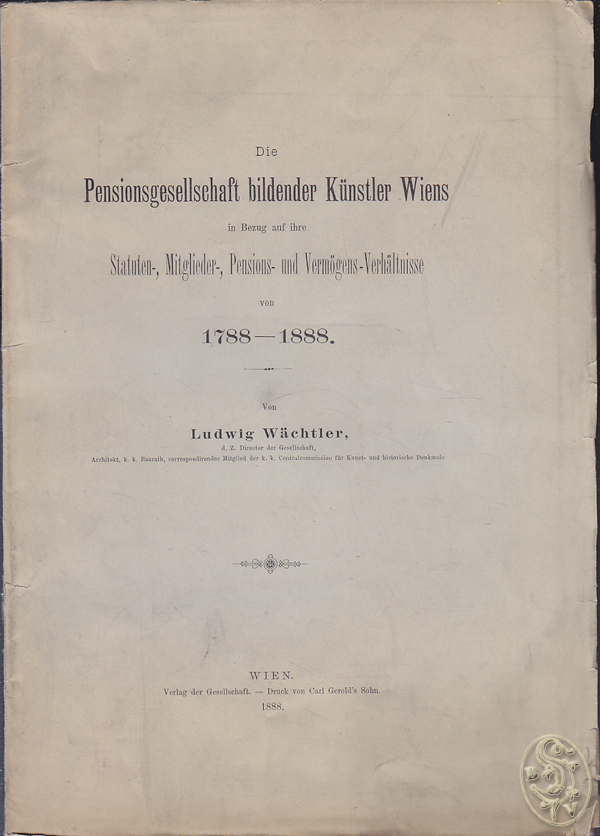 Die
Pensionsgesellschaft bildender Künstler Wiens
in Bezug auf ihre
Statuten-, Mitglieder-, Pensions- und Vermögens-Verhältnisse
von
1788—1888.
Von
Ludwig Wächtler,
d. Z. Director der Gesellschaft,
Architekt, k. k. Baurath, correspondirendes Mitglied der k. k. Centralcommission für Kunst- und historische Denkmale.
WIEN.
Verlag der Gesellschaft. — Druck von Carl Gerold's Sohn.
1888.